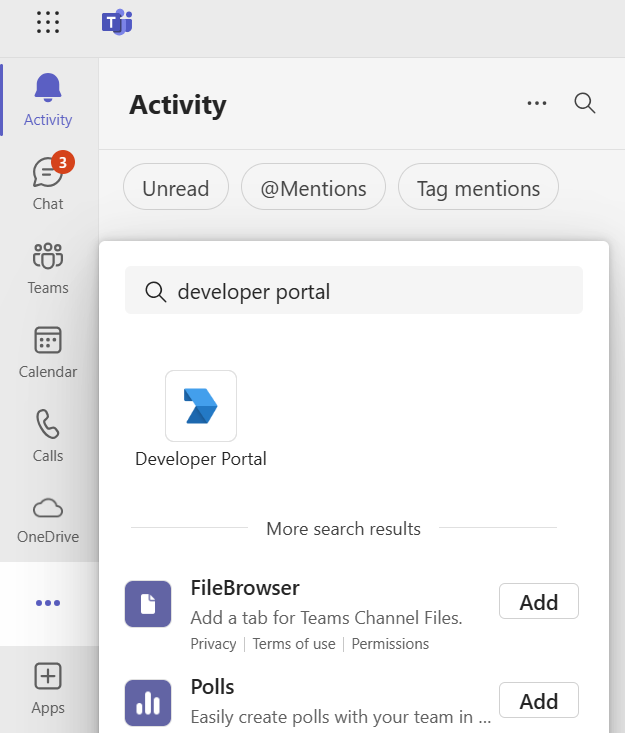 Activity
Activity
3
Chat
Unread
@Mentions
Tag mentions
Teams
developer portal
Calendar
Calls
Developer Portal
OneDrive
More search results
FileBrowser
Add
Add a tab for Teams Channel Files.
Privacy | Terms of use | Permissions
Apps
Polls
Add
Easily create polls with your team in ...